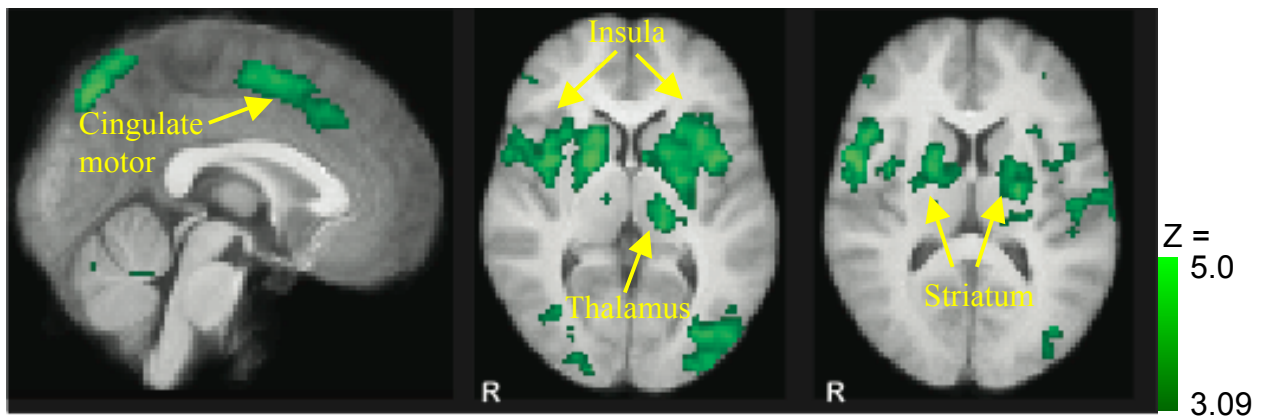 Insula
Cingulate
motor
Thalamus
Striatum
R
R
Z =
5.0
3.09